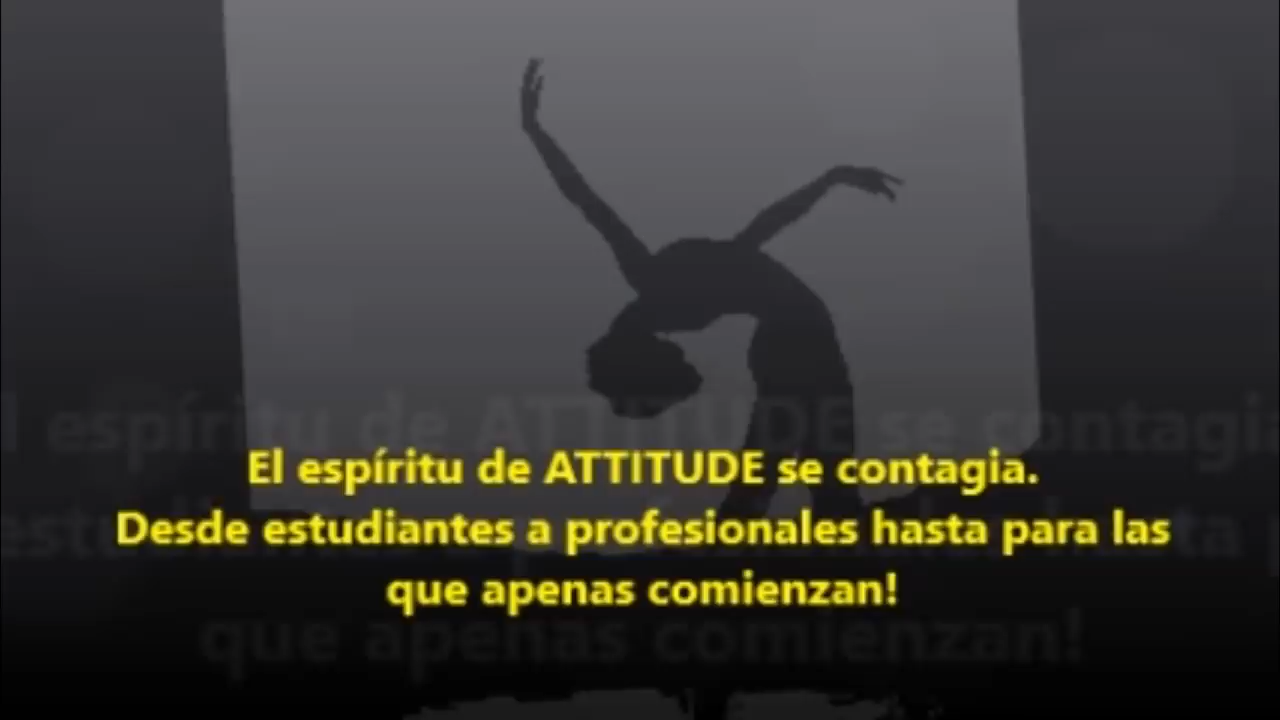 El espíritu de ATTITUDE se contagia.
Desde estudiantes a profesionales hasta para las
que apenas comienzan!